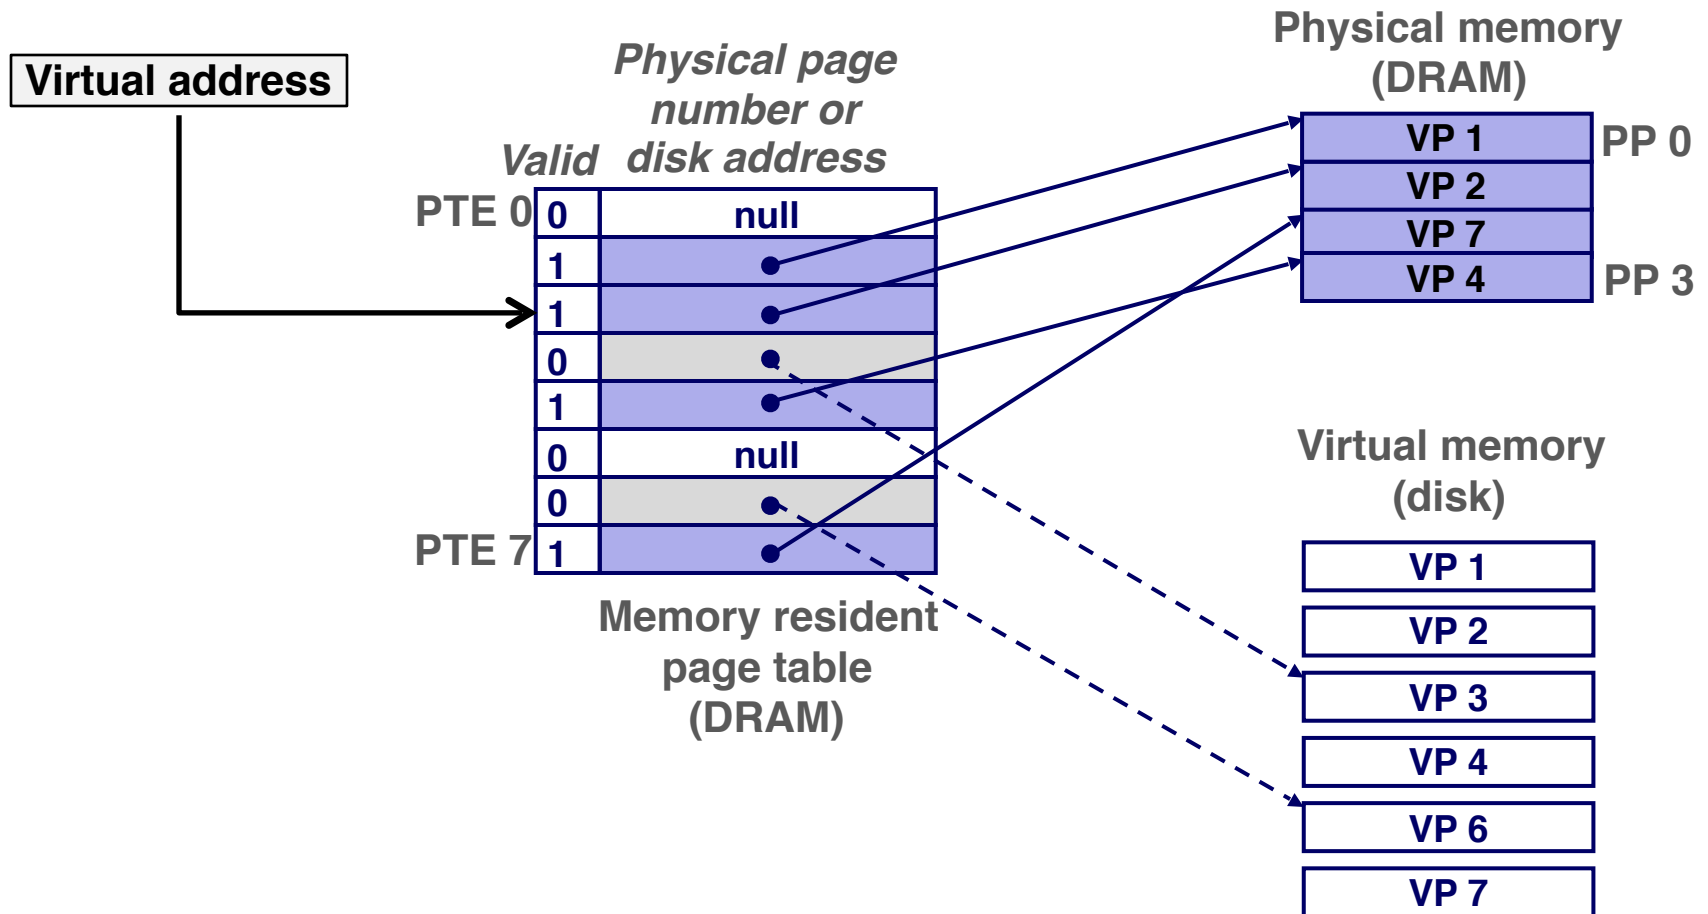 Virtual address
Physical page
number or
disk address
Valid
PTE 0
0
null
1
1
0
1
0
null
0
PTE 7
1
Memory resident
page table
(DRAM)
Physical memory
(DRAM)
VP 1
PP 0
VP 2
VP 7
VP 4
PP 3
Virtual memory
(disk)
VP 1
VP 2
VP 3
VP 4
VP 6
VP 7